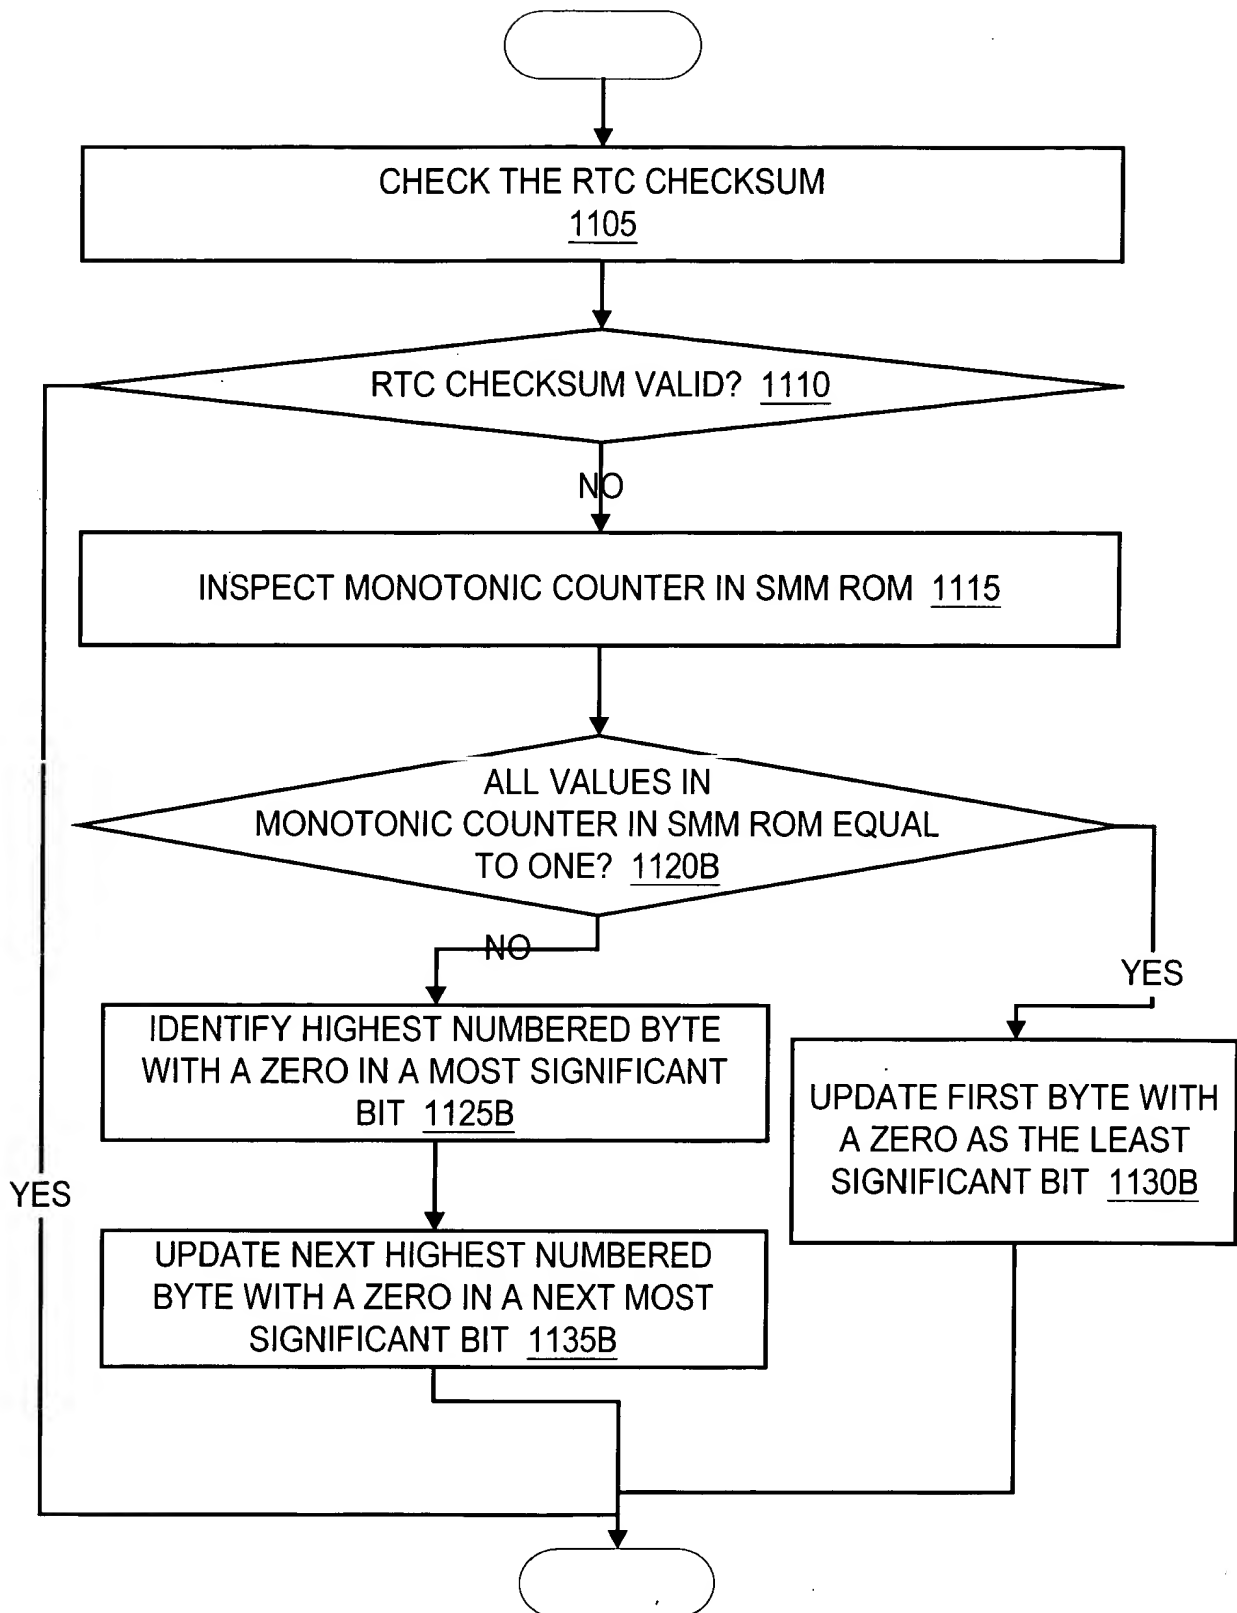 CHECK THE RTC CHECKSUM
1105
RTC CHECKSUM VALID? 1110
NO
INSPECT MONOTONIC COUNTER IN SMM ROM 1115
ALL VALUES IN
MONOTONIC COUNTER IN SMM ROM EQUAL
TO ONE? 1120B
NO
YES
IDENTIFY HIGHEST NUMBERED BYTE
WITH A ZERO IN A MOST SIGNIFICANT
BIT 1125B
UPDATE FIRST BYTE WITH
A ZERO AS THE LEAST
SIGNIFICANT BIT 1130B
YES
UPDATE NEXT HIGHEST NUMBERED
BYTE WITH A ZERO IN A NEXT MOST
SIGNIFICANT BIT 1135B